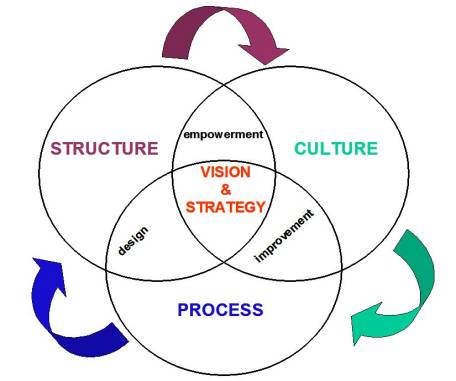 empowerment
STRUCTURE
CULTURE
VISION
&
STRATEGY
design
improvement
PROCESS